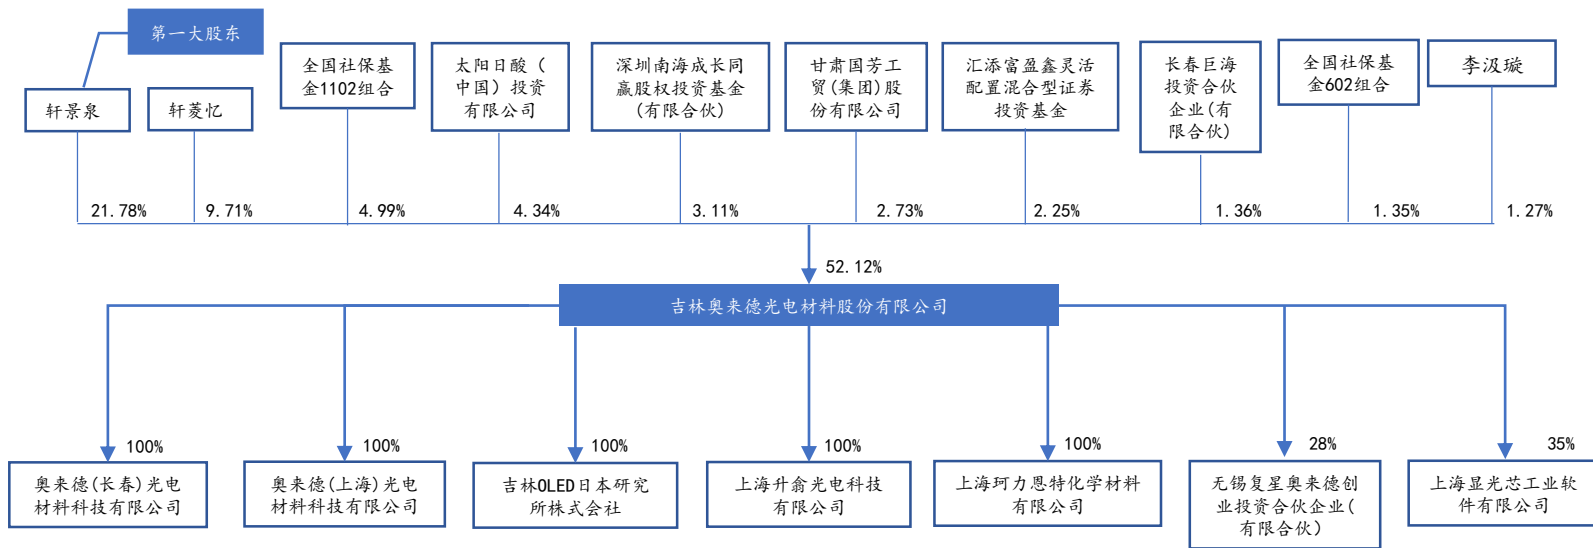 第一大股东
轩景泉
轩菱忆
全国社保基
金1102组合
太阳日酸（
中国）投资
有限公司
深圳南海成长同
赢股权投资基金
(有限合伙)
甘肃国芳工
贸(集团)股
份有限公司
汇添富盈鑫灵活
配置混合型证券
投资基金
长春巨海
投资合伙
企业(有
限合伙)
全国社保基
金602组合
李汲璇
21.78%
9.71%
4.99%
4.34%
3.11%
2.73%
2.25%
1.36%
1.35%
1.27%
52.12%
吉林奥来德光电材料股份有限公司
100%
100%
100%
100%
100%
28%
35%
奥来德(长春)光电
材料科技有限公司
奥来德(上海)光电
材料科技有限公司
吉林OLED日本研究
所株式会社
上海升翕光电科技
有限公司
上海珂力恩特化学材料
有限公司
无锡复星奥来德创
业投资合伙企业(
有限合伙）
上海显光芯工业软
件有限公司